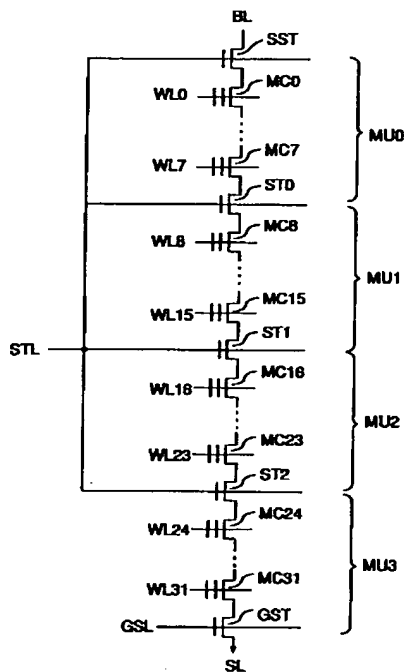 BL
SST
WL0
MC0
MU0
WL7
MC7
ST0
WL8
MC8
MU1
WL15
MC15
STL
ST1
WL16
MC16
MU2
WL23
MC23
ST2
WL24
MC24
MU3
WL31
MC31
GSL
GST
SL